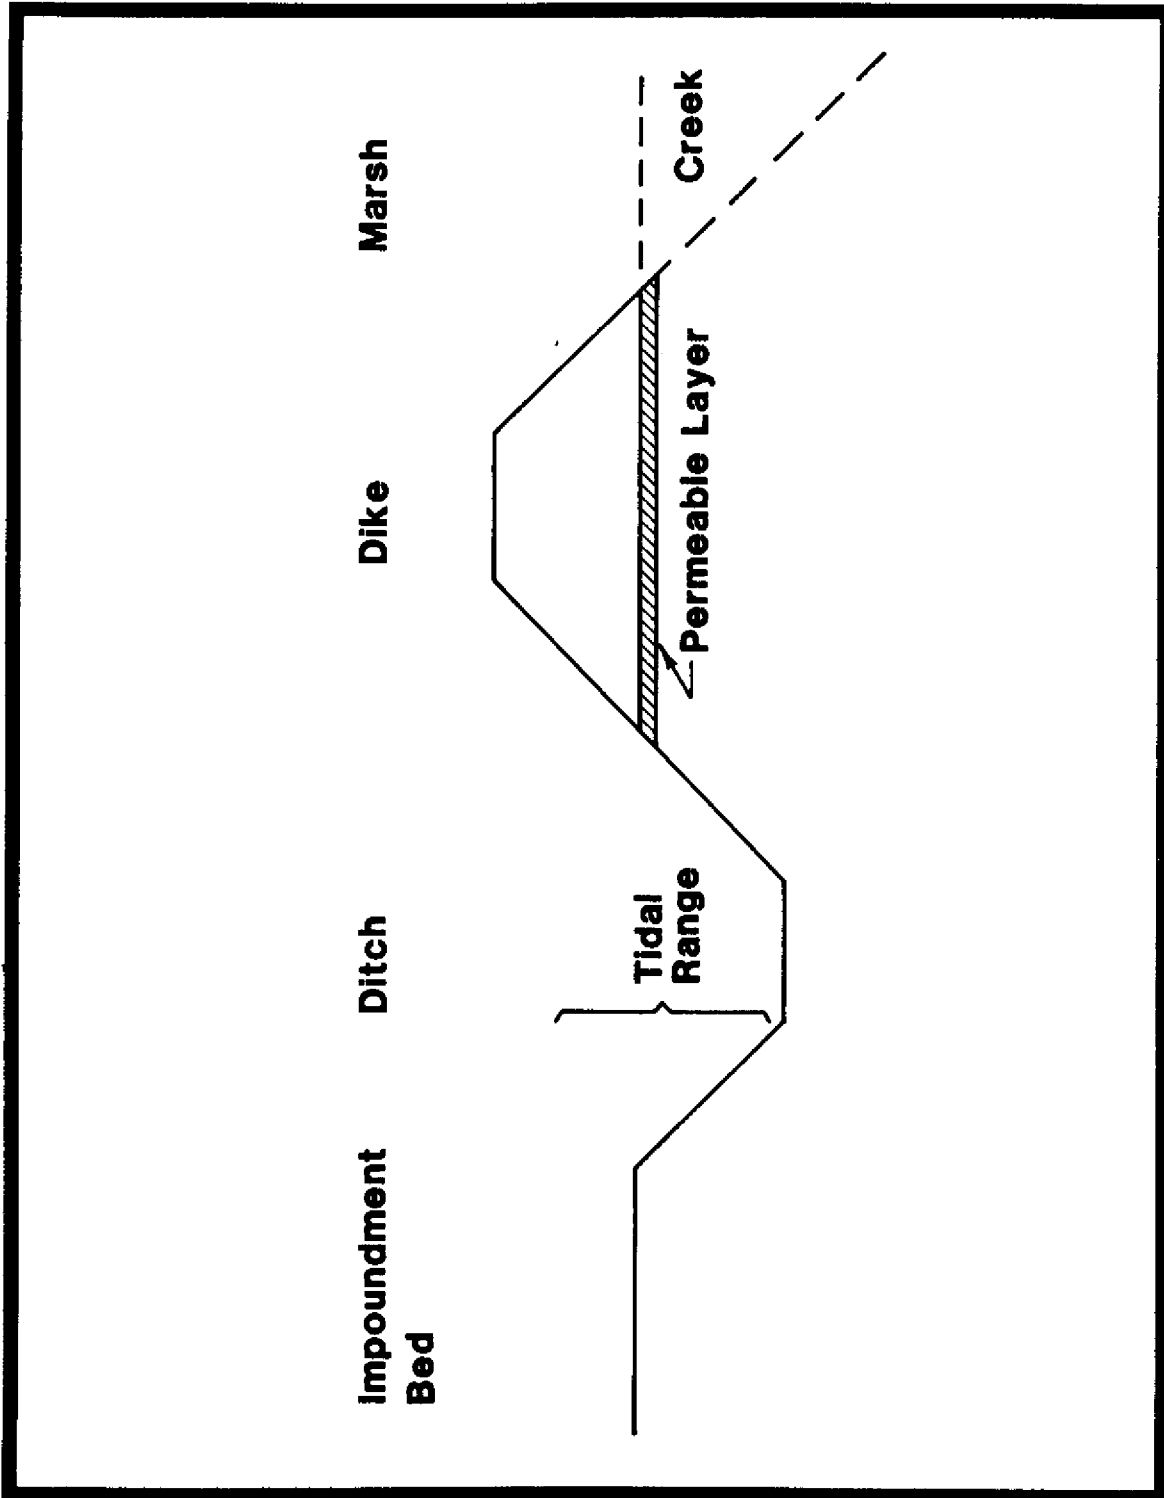 Impoundment
Bed
Ditch
Dike
Marsh
Tidal
Range
Permeable Layer
Creek